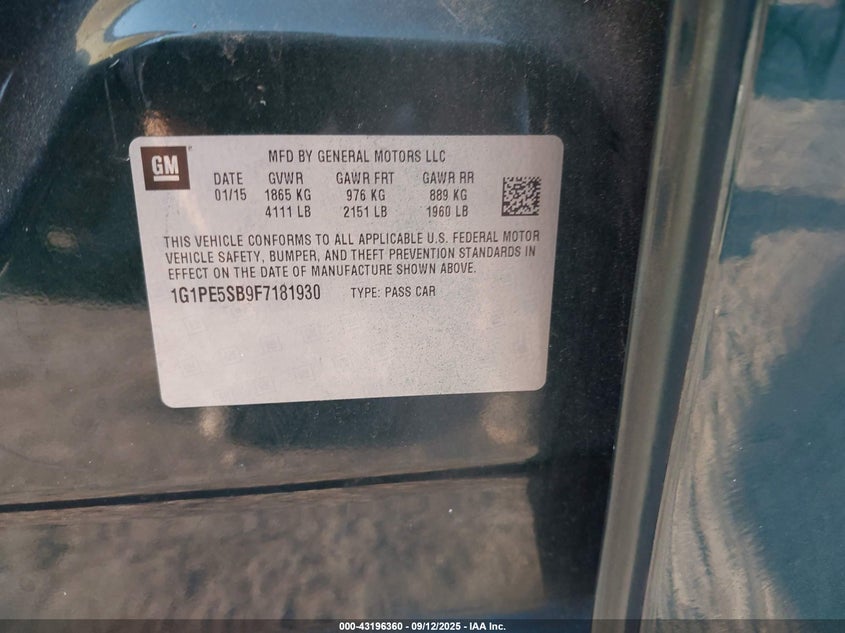 GM
MFD BY GENERAL MOTORS LLC
DATE GVWR GAWR FRT GAWR RR
01/15 1865 KG 976 KG 889 KG
4111 LB 2151 LB 1960 LB
THIS VEHICLE CONFORMS TO ALL APPLICABLE U.S. FEDERAL MOTOR
VEHICLE SAFETY, BUMPER, AND THEFT PREVENTION STANDARDS IN
EFFECT ON THE DATE OF MANUFACTURE SHOWN ABOVE.
1G1PE5SB9F7181930 TYPE: PASS CAR
000-43196360 - 09/12/2025 - IAA Inc.